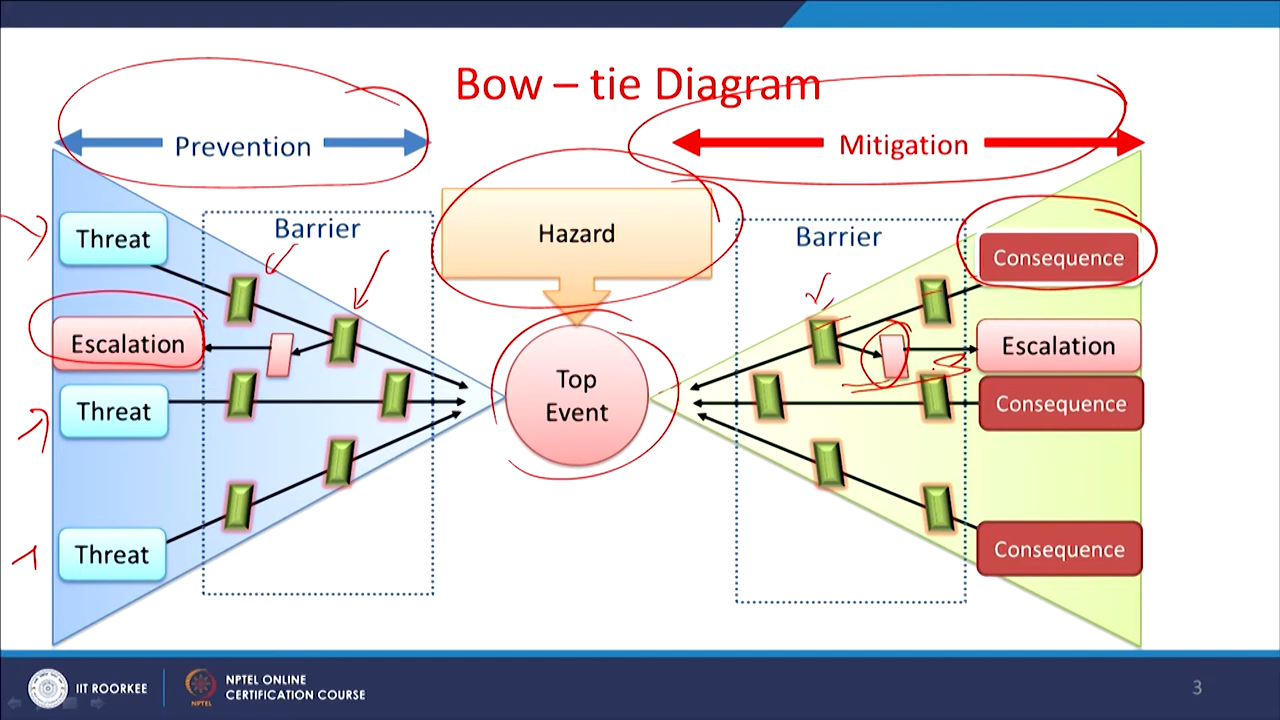 Bow – tie Diagram
Prevention
Mitigation
Hazard
Top
Event
Barrier
Threat
Escalation
Threat
Threat
Barrier
Consequence
Escalation
Consequence
Consequence
IIT ROORKEE
NPTEL
NPTEL ONLINE
CERTIFICATION COURSE
3